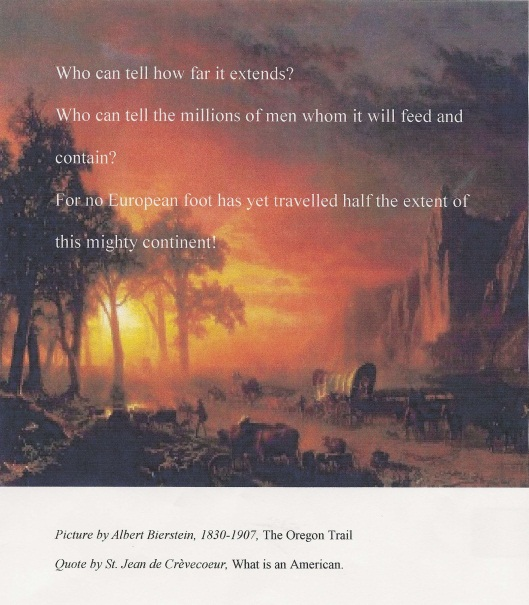 Who can tell how far it extends?
Who can tell the millions of men whom it will feed and
contain?
For no European foot has yet travelled half the extent of
this mighty continent!
Picture by Albert Bierstein, 1830-1907, The Oregon Trail
Quote by St. Jean de Crèvecoeur, What is an American.